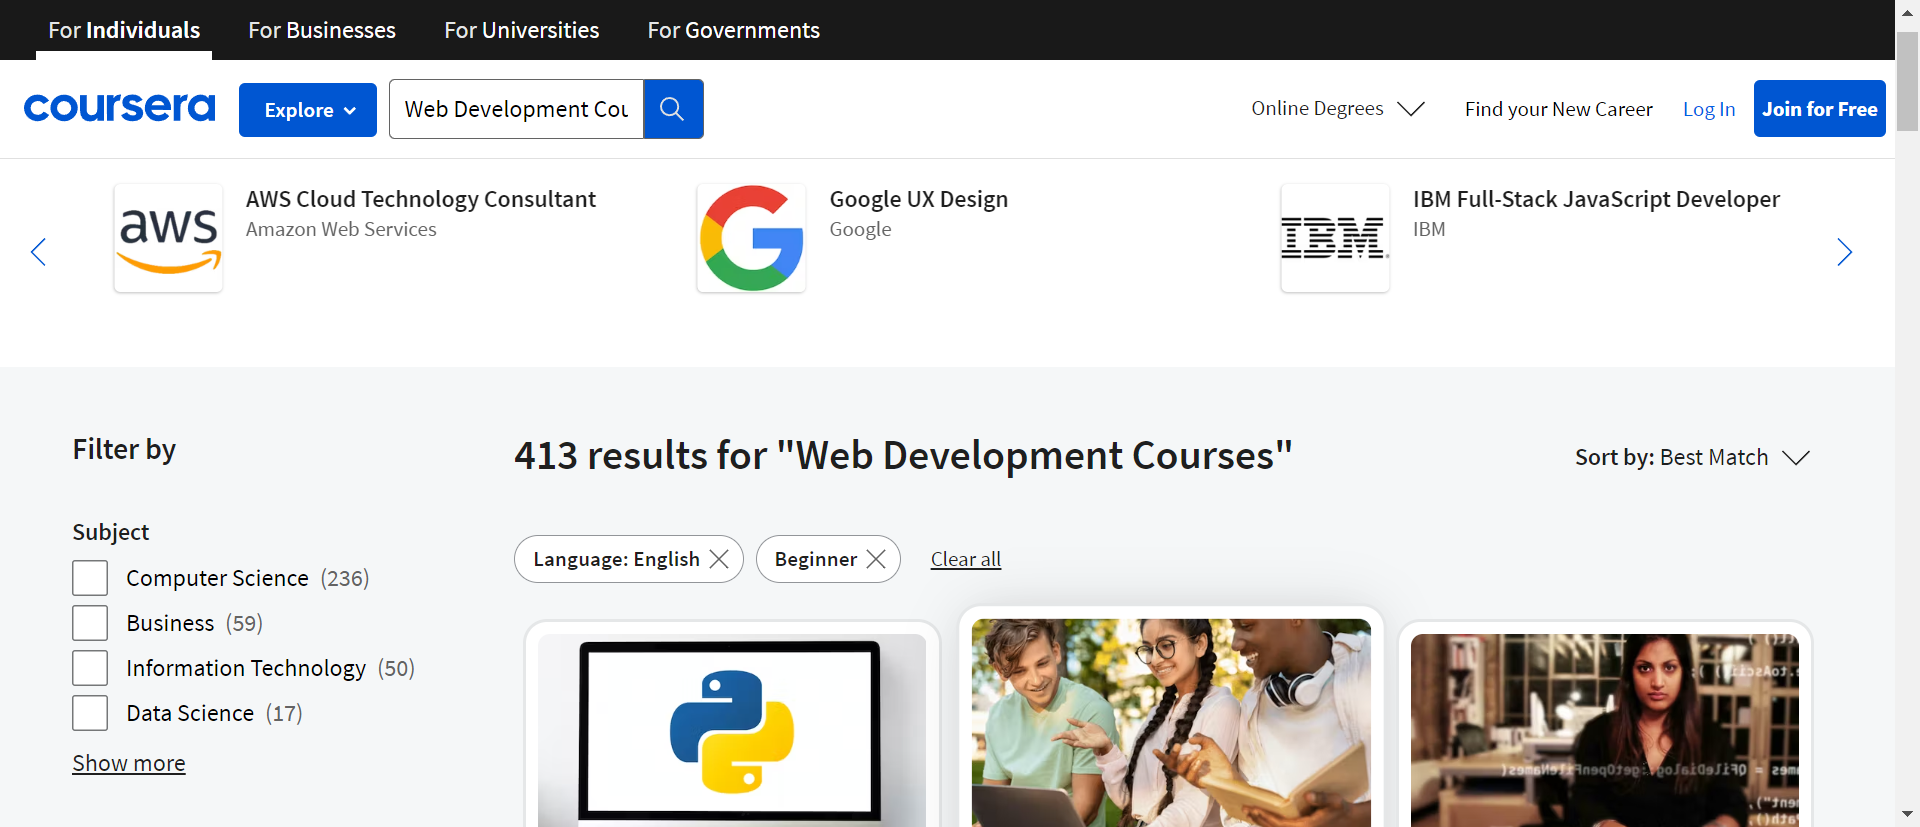 For Individuals
For Businesses
For Universities
For Governments
coursera
Explore
Web Development Cou
Online Degrees
Find your New Career
Log In
Join for Free
aws
AWS Cloud Technology Consultant
Amazon Web Services
Google UX Design
Google
IBM
IBM Full-Stack JavaScript Developer
IBM
Filter by
413 results for "Web Development Courses"
Sort by: Best Match
Subject
Language: English
Beginner
Clear all
Computer Science (236)
Business (59)
Information Technology (50)
Data Science (17)
Show more